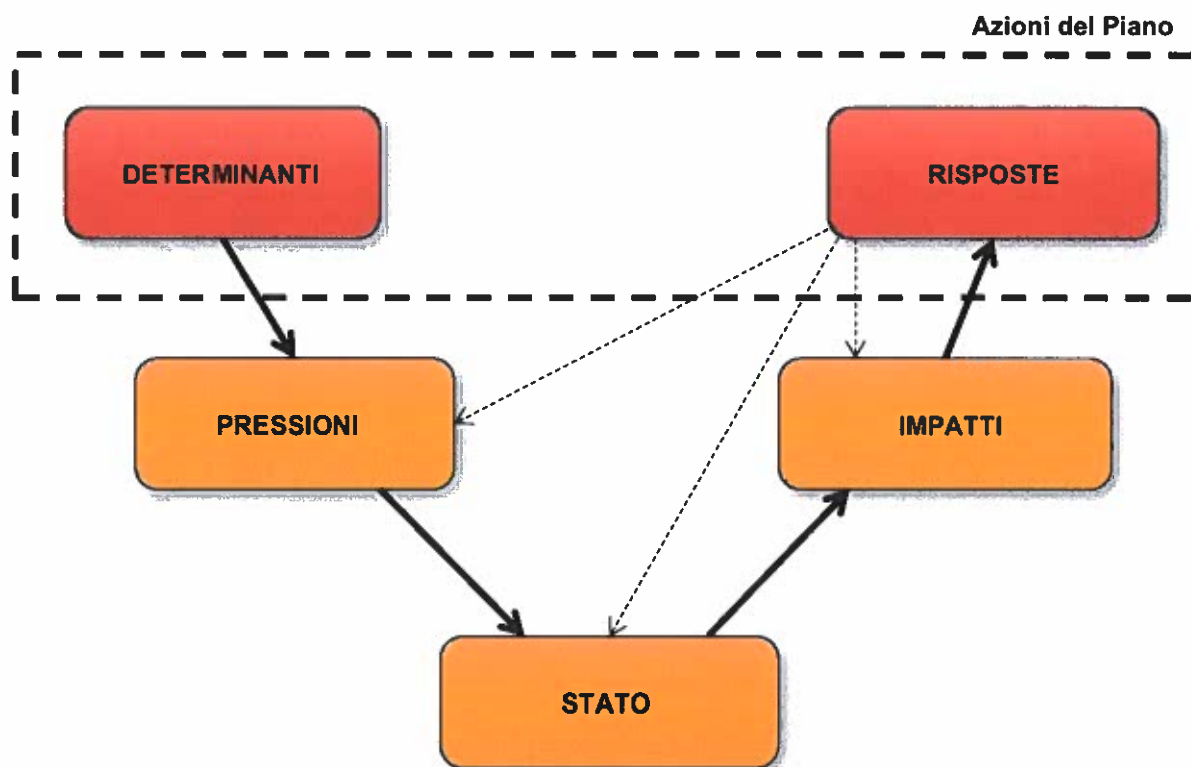 Azioni del Piano
DETERMINANTI
RISPOSTE
PRESSIONI
IMPATTI
STATO